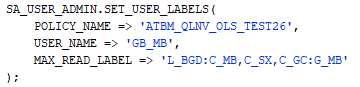 SA_USER_ADMIN.SET_USER_LABELS(
POLICY_NAME => 'ATBM_QLNV_OLS_TEST26',
USER_NAME => 'GB_MB',
MAX_READ_LABEL => 'L_BGD:C_MB,C_SX,C_GC:G_MB'
);